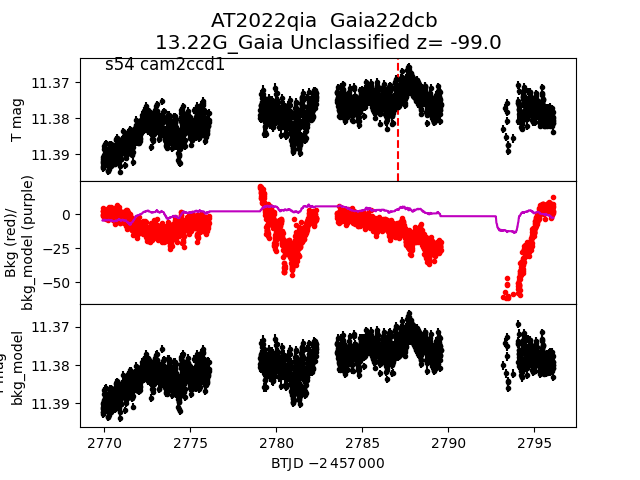 AT2022qia  Gaia22dcb
13.22G_Gaia Unclassified z= -99.0
s54 cam2ccd1
T mag
11.37
11.38
11.39
Bkg (red)/
bkg_model (purple)
0
−25
−50
mag
bkg_model
11.37
11.38
11.39
2770 2775 2780 2785 2790 2795
BTJD −2 457 000